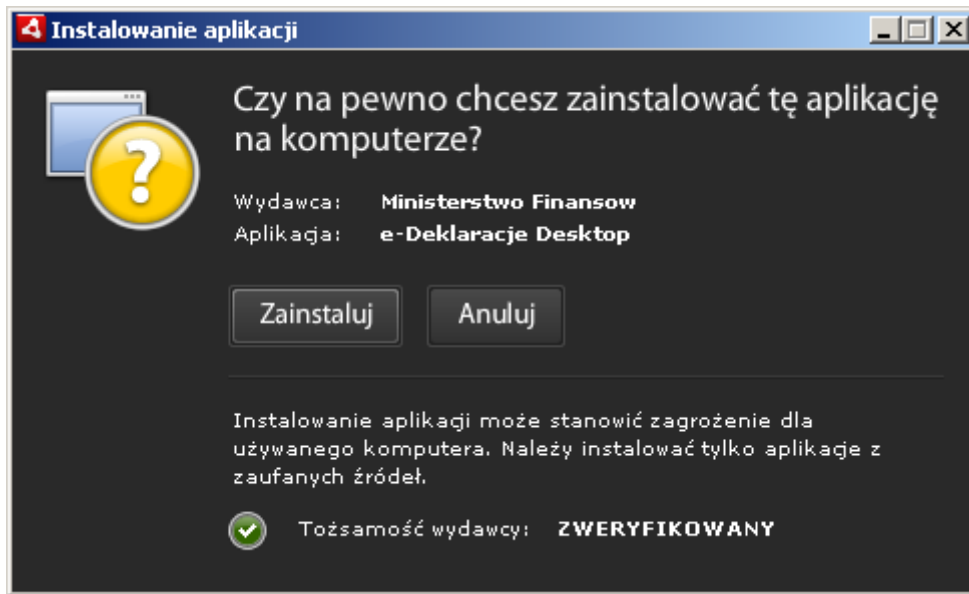 Instalowanie aplikacji
Czy na pewno chcesz zainstalować tę aplikację
na komputerze?
Wydawca: Ministerstwo Finansow
Aplikacja: e-Deklaracje Desktop
Zainstaluj Anuluj
Instalowanie aplikacji może stanowić zagrożenie dla
używanego komputera. Należy instalować tylko aplikacje z
zaufanych źródeł.
Tożsamość wydawcy: ZWERYFIKOWANY